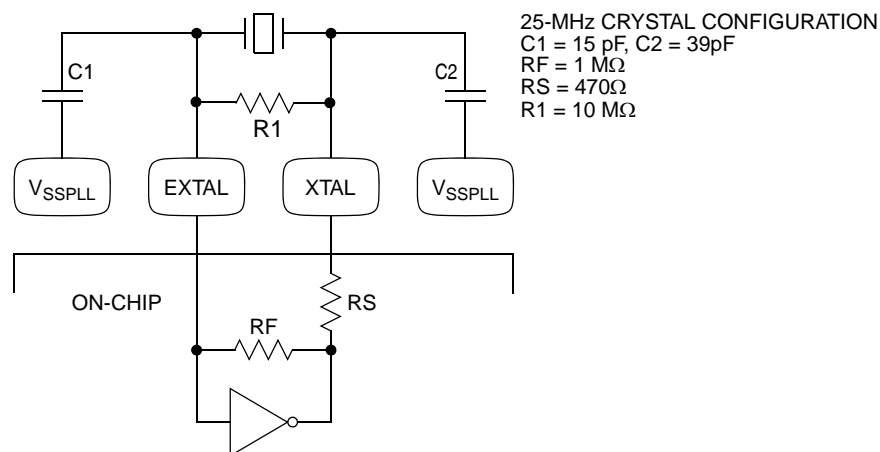 25-MHz CRYSTAL CONFIGURATION
C1 = 15 pF, C2 = 39pF
RF = 1 MΩ
RS = 470Ω
R1 = 10 MΩ
C1
C2
R1
VSSPLL
EXTAL
XTAL
VSSPLL
ON-CHIP
RS
RF